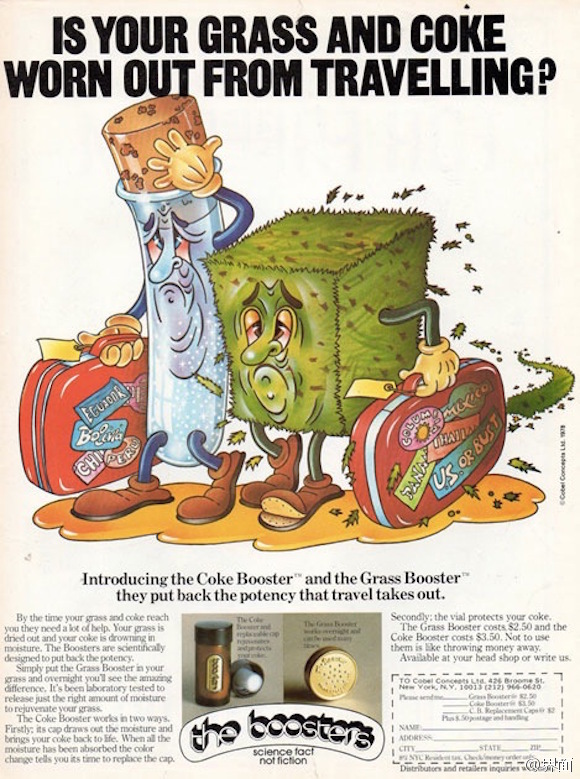 IS YOUR GRASS AND COKE
WORN OUT FROM TRAVELLING?
ECUADOR
BOLIVIA
CHILE
PERU
COLUMBIA
MEXICO
THAILAND
PANAMA
US OR BUST
© Cobel Concepts Ltd. 1978
Introducing the Coke Booster™ and the Grass Booster™
they put back the potency that travel takes out.
By the time your grass and coke reach
you they need a lot of help. Your grass is
dried out and your coke is drowning in
moisture. The Boosters are scientifically
designed to put back the potency.
Simply put the Grass Booster in your
grass and overnight you'll see the amazing
difference. It's been laboratory tested to
release just the right amount of moisture
to rejuvenate your grass.
The Coke Booster works in two ways.
Firstly; its cap draws out the moisture and
brings your coke back to life. When all the
moisture has been absorbed the color
change tells you its time to replace the cap.
The Coke
Booster and
replaceable cap
rejuvenates
and protects
your coke.
The Grass Booster
works overnight and
can be used many
times.
the boosters
science fact
not fiction
Secondly: the vial protects your coke.
The Grass Booster costs $2.50 and the
Coke Booster costs $3.50. Not to use
them is like throwing money away.
Available at your head shop or write us.
TO Cobel Concepts Ltd. 426 Broome St.
New York, N.Y. 10013 (212) 966-0620
Please send me
Grass Booster @ $2.50
Coke Booster @ $3.50
C.B. Replacement Caps @ $2
Plus $.50 postage and handling
NAME
ADDRESS
CITY STATE ZIP
8% NYC Resident tax. Check/money order only
Distributors and retailers inquiries welcome